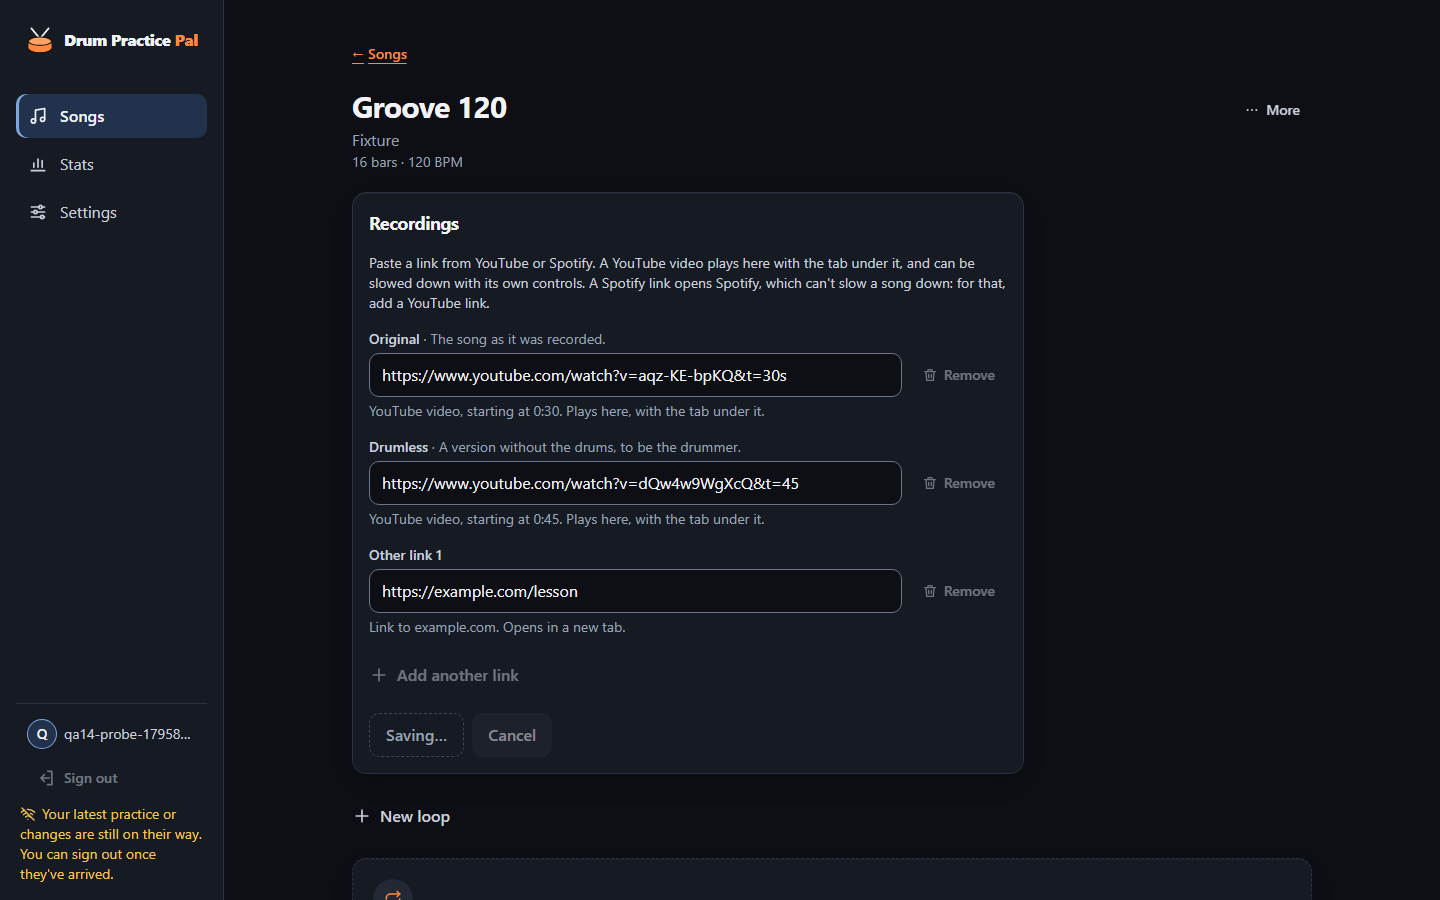 Drum Practice Pal
Songs
Stats
Settings
Q qa14-probe-17958...
Sign out
Your latest practice or
changes are still on their way.
You can sign out once
they've arrived.
← Songs
Groove 120
··· More
Fixture
16 bars · 120 BPM
Recordings
Paste a link from YouTube or Spotify. A YouTube video plays here with the tab under it, and can be
slowed down with its own controls. A Spotify link opens Spotify, which can't slow a song down: for that,
add a YouTube link.
Original · The song as it was recorded.
https://www.youtube.com/watch?v=aqz-KE-bpKQ&t=30s
Remove
YouTube video, starting at 0:30. Plays here, with the tab under it.
Drumless · A version without the drums, to be the drummer.
https://www.youtube.com/watch?v=dQw4w9WgXcQ&t=45
Remove
YouTube video, starting at 0:45. Plays here, with the tab under it.
Other link 1
https://example.com/lesson
Remove
Link to example.com. Opens in a new tab.
+ Add another link
Saving...
Cancel
+ New loop